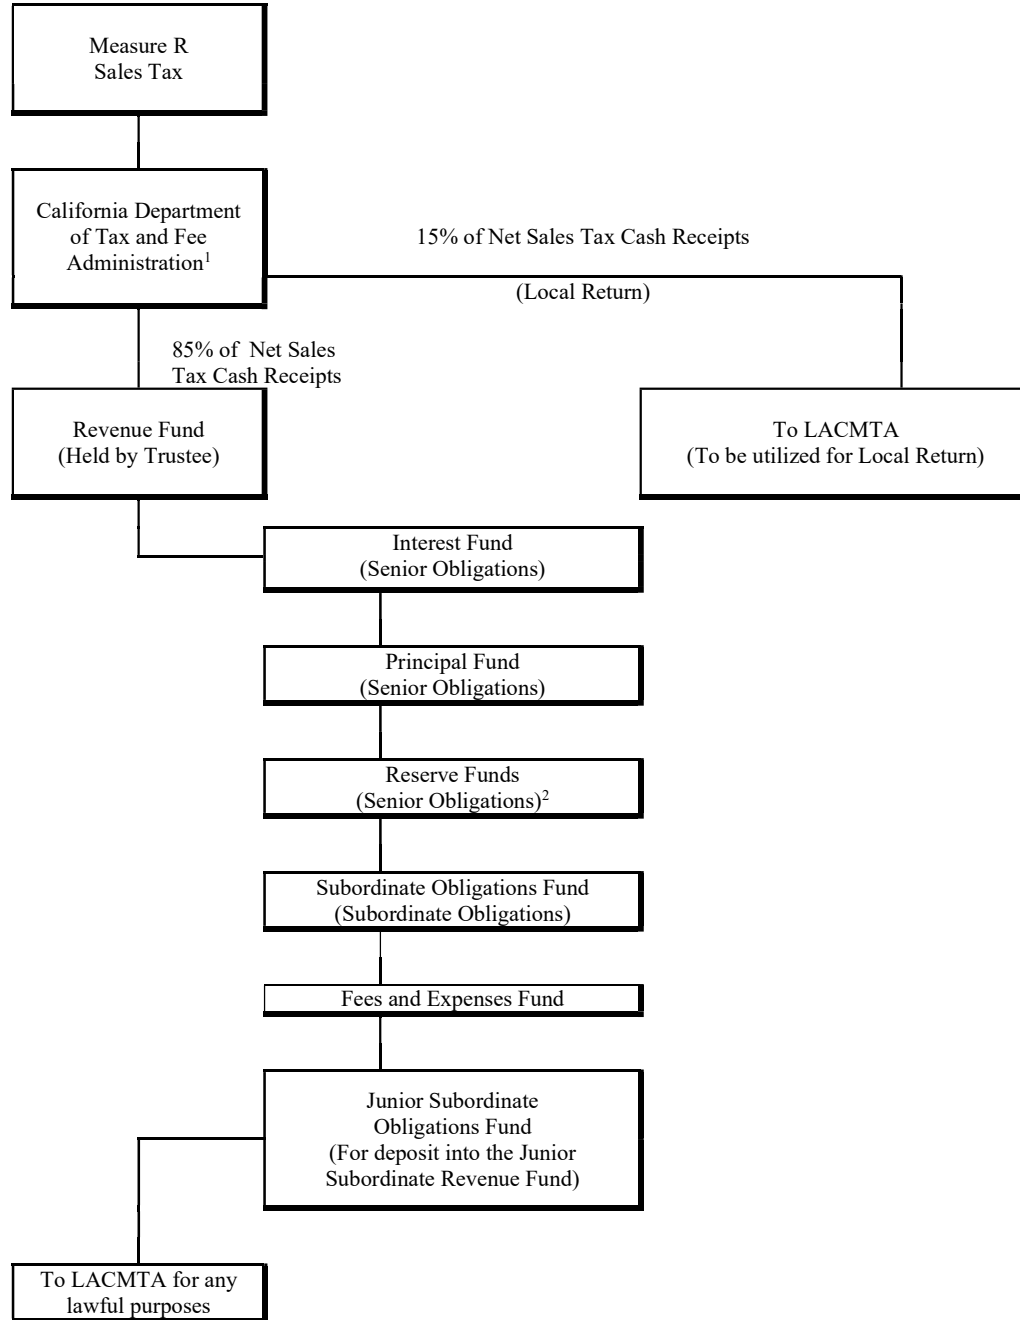 Measure R
Sales Tax
California Department
of Tax and Fee
Administration1
15% of Net Sales Tax Cash Receipts
(Local Return)
85% of Net Sales
Tax Cash Receipts
Revenue Fund
(Held by Trustee)
To LACMTA
(To be utilized for Local Return)
Interest Fund
(Senior Obligations)
Principal Fund
(Senior Obligations)
Reserve Funds
(Senior Obligations)2
Subordinate Obligations Fund
(Subordinate Obligations)
Fees and Expenses Fund
Junior Subordinate
Obligations Fund
(For deposit into the Junior
Subordinate Revenue Fund)
To LACMTA for any
lawful purposes